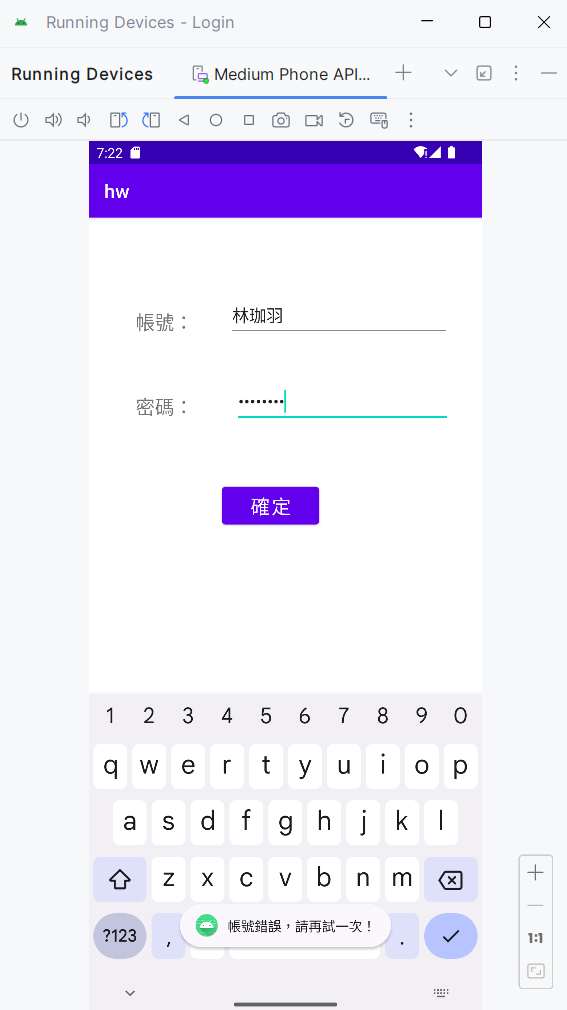 Running Devices - Login
Running Devices
Medium Phone API...
7:22
hw
帳號：
林珈羽
密碼：
••••••••
確定
1 2 3 4 5 6 7 8 9 0
q w e r t y u i o p
a s d f g h j k l
z x c v b n m
?123 , .
帳號錯誤，請再試一次！
1:1